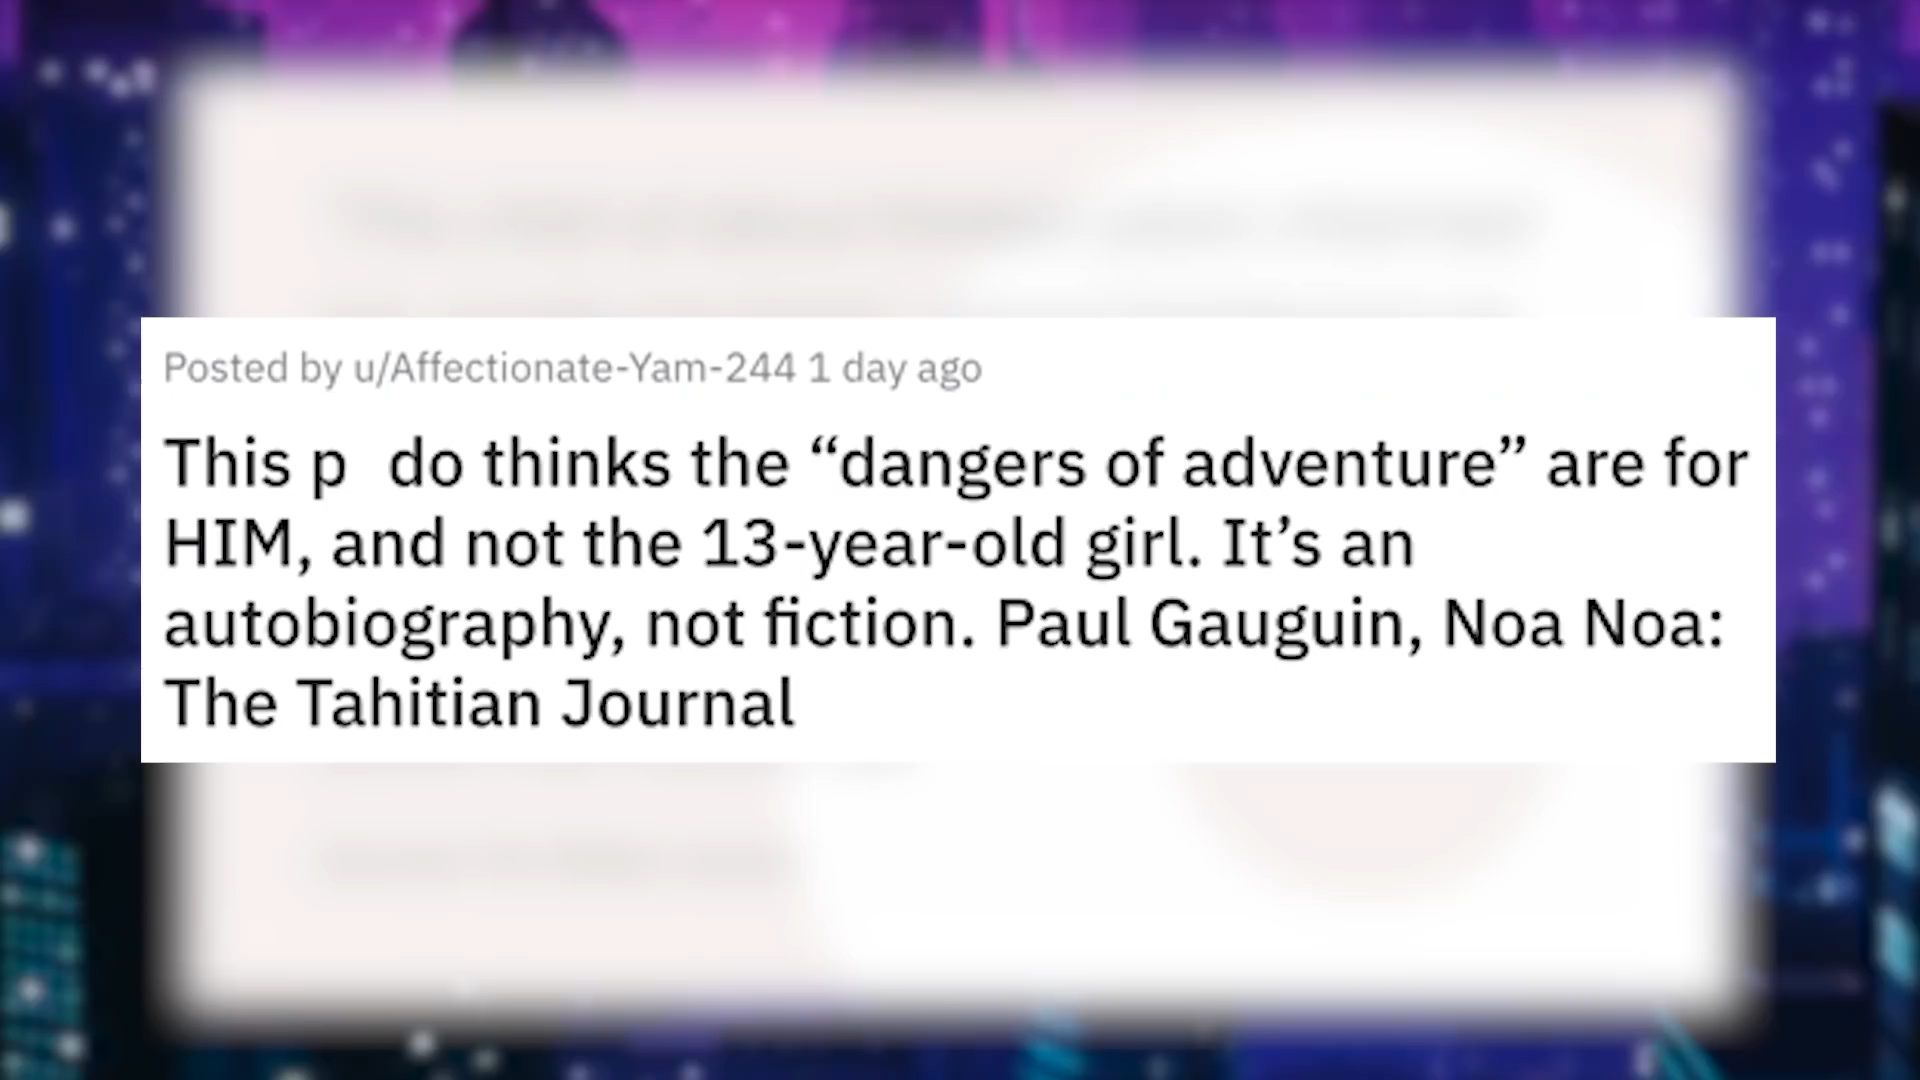 Posted by u/Affectionate-Yam-244 1 day ago
This p do thinks the “dangers of adventure” are for
HIM, and not the 13-year-old girl. It’s an
autobiography, not fiction. Paul Gauguin, Noa Noa:
The Tahitian Journal